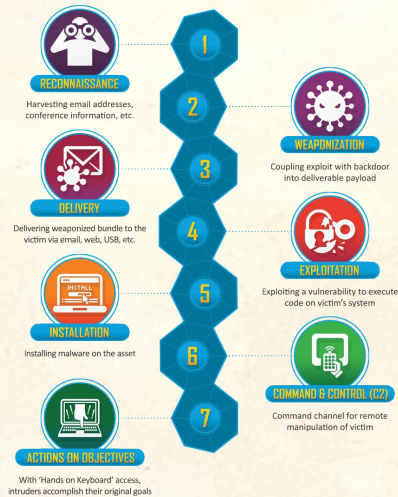 1
RECONNAISSANCE
Harvesting email addresses,
conference information, etc.
2
WEAPONIZATION
Coupling exploit with backdoor
into deliverable payload
3
DELIVERY
Delivering weaponized bundle to the
victim via email, web, USB, etc.
4
EXPLOITATION
Exploiting a vulnerability to execute
code on victim's system
5
INSTALL
INSTALLATION
Installing malware on the asset
6
COMMAND & CONTROL (C2)
Command channel for remote
manipulation of victim
7
ACTIONS ON OBJECTIVES
With 'Hands on Keyboard' access,
intruders accomplish their original goals